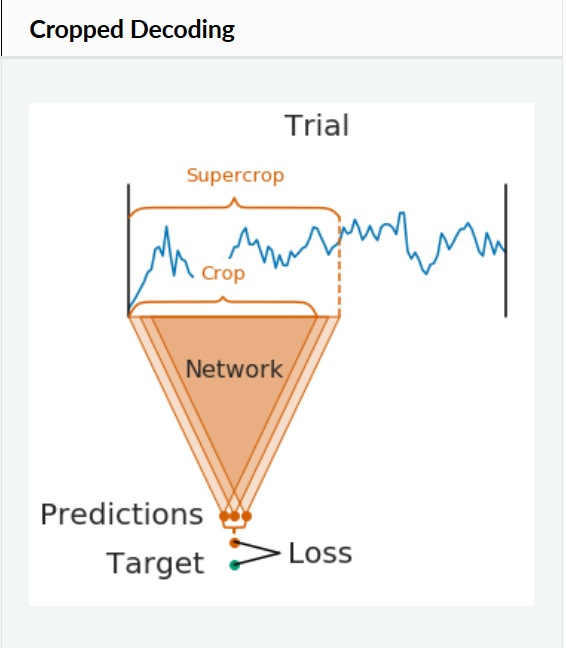 Cropped Decoding
Trial
Supercrop
Crop
Network
Predictions
Target
Loss